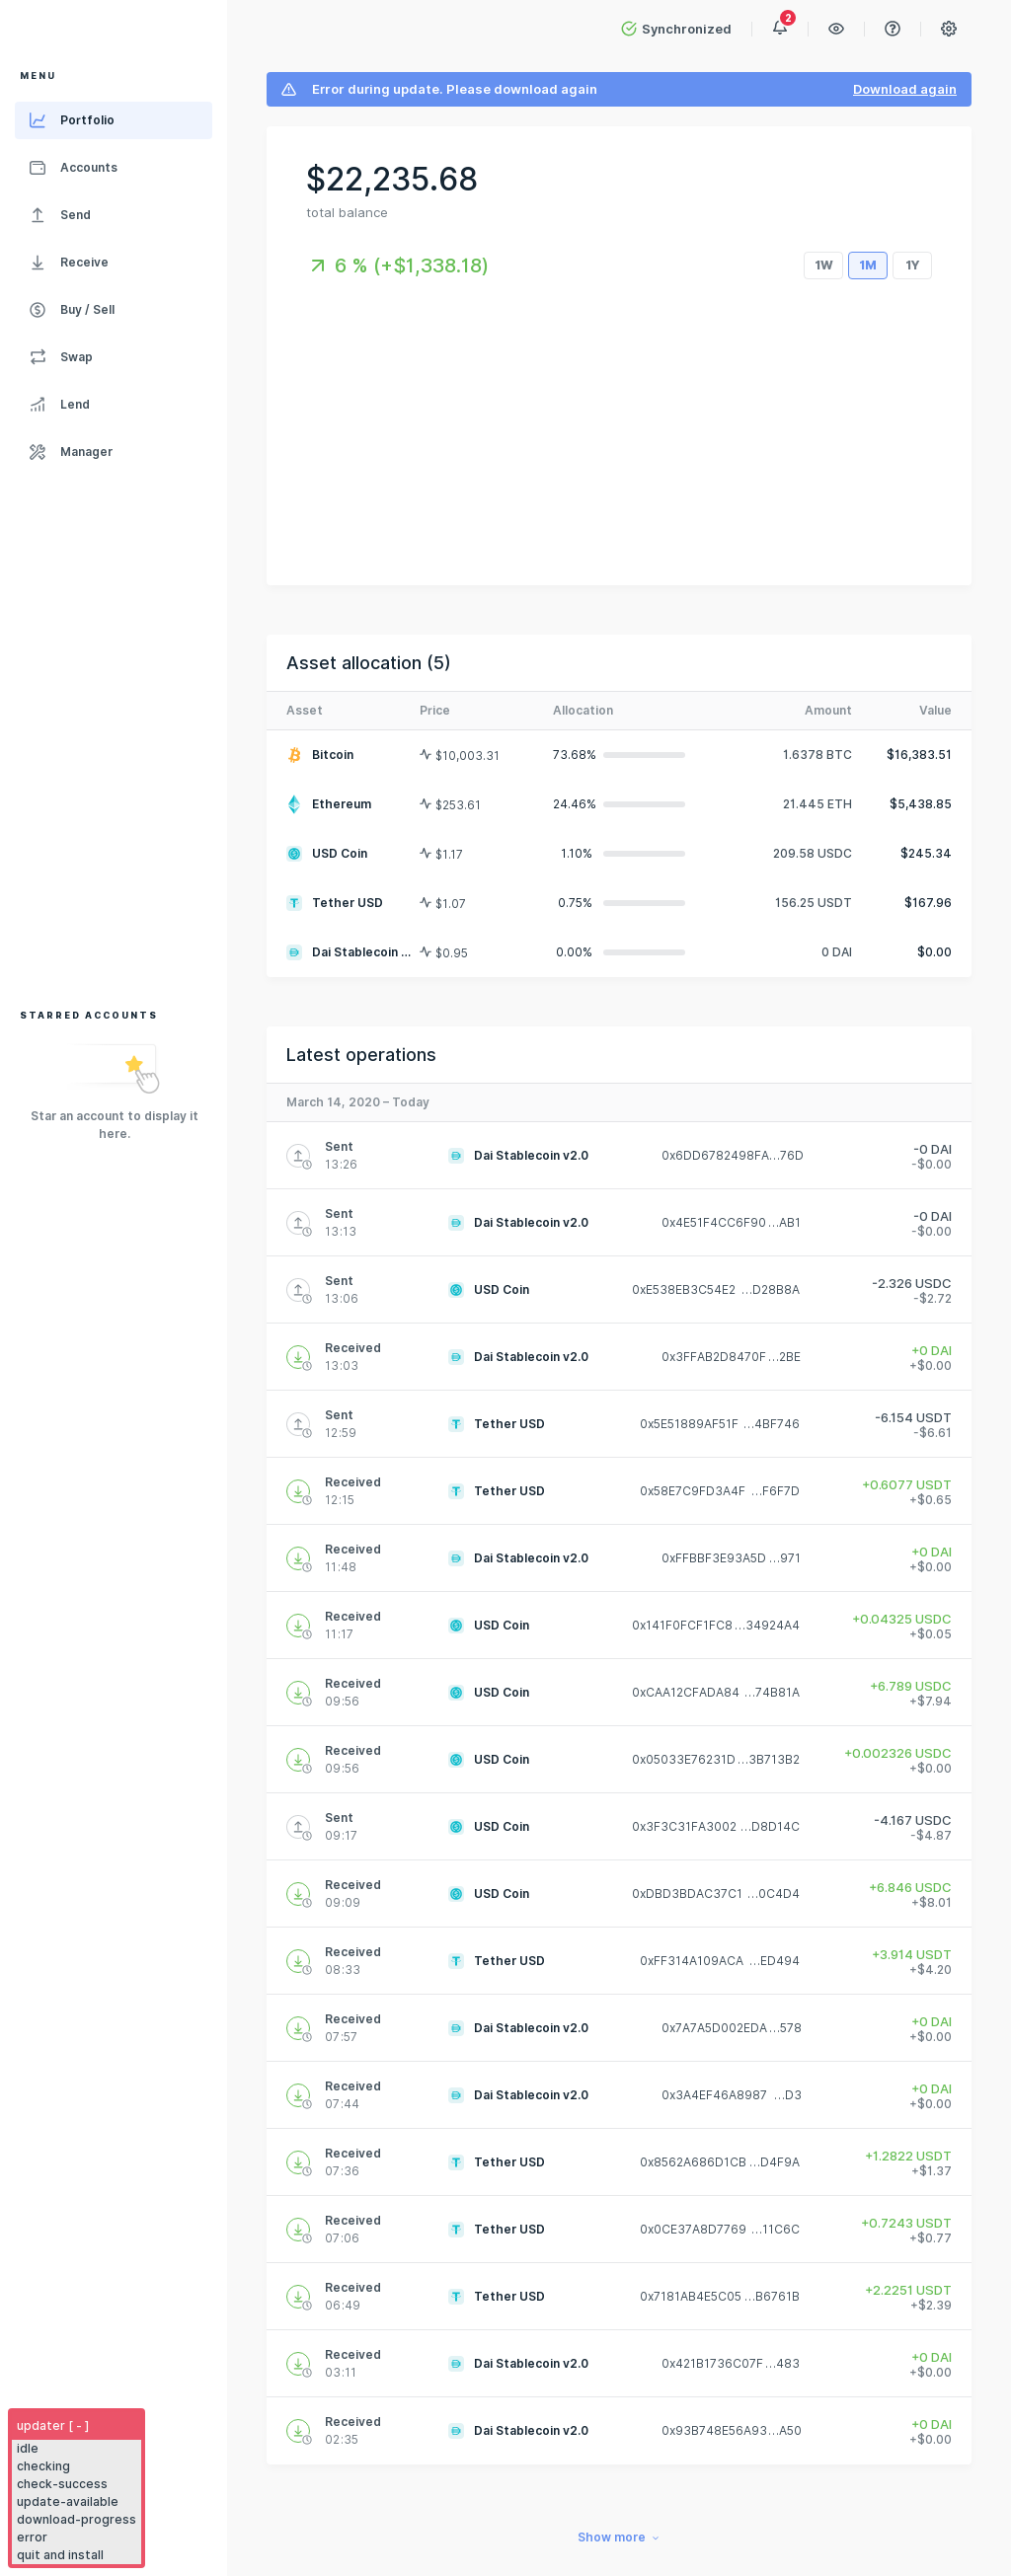 Synchronized
2
MENU
Portfolio
Accounts
Send
Receive
Buy / Sell
Swap
Lend
Manager
STARRED ACCOUNTS
Star an account to display it
here.
Error during update. Please download again Download again
$22,235.68
total balance
6 % (+$1,338.18) 1W 1M 1Y
Asset allocation (5)
Asset Price Allocation Amount Value
Bitcoin $10,003.31 73.68% 1.6378 BTC $16,383.51
Ethereum $253.61 24.46% 21.445 ETH $5,438.85
USD Coin $1.17 1.10% 209.58 USDC $245.34
Tether USD $1.07 0.75% 156.25 USDT $167.96
Dai Stablecoin ... $0.95 0.00% 0 DAI $0.00
Latest operations
March 14, 2020 – Today
Sent
13:26
Dai Stablecoin v2.0 0x6DD6782498FA…76D
-0 DAI
-$0.00
Sent
13:13
Dai Stablecoin v2.0 0x4E51F4CC6F90…AB1
-0 DAI
-$0.00
Sent
13:06
USD Coin 0xE538EB3C54E2 …D28B8A
-2.326 USDC
-$2.72
Received
13:03
Dai Stablecoin v2.0 0x3FFAB2D8470F…2BE
+0 DAI
+$0.00
Sent
12:59
Tether USD 0x5E51889AF51F …4BF746
-6.154 USDT
-$6.61
Received
12:15
Tether USD 0x58E7C9FD3A4F …F6F7D
+0.6077 USDT
+$0.65
Received
11:48
Dai Stablecoin v2.0 0xFFBBF3E93A5D …971
+0 DAI
+$0.00
Received
11:17
USD Coin 0x141F0FCF1FC8…34924A4
+0.04325 USDC
+$0.05
Received
09:56
USD Coin 0xCAA12CFADA84 …74B81A
+6.789 USDC
+$7.94
Received
09:56
USD Coin 0x05033E76231D…3B713B2
+0.002326 USDC
+$0.00
Sent
09:17
USD Coin 0x3F3C31FA3002 …D8D14C
-4.167 USDC
-$4.87
Received
09:09
USD Coin 0xDBD3BDAC37C1 …0C4D4
+6.846 USDC
+$8.01
Received
08:33
Tether USD 0xFF314A109ACA …ED494
+3.914 USDT
+$4.20
Received
07:57
Dai Stablecoin v2.0 0x7A7A5D002EDA…578
+0 DAI
+$0.00
Received
07:44
Dai Stablecoin v2.0 0x3A4EF46A8987 …D3
+0 DAI
+$0.00
Received
07:36
Tether USD 0x8562A686D1CB …D4F9A
+1.2822 USDT
+$1.37
Received
07:06
Tether USD 0x0CE37A8D7769 …11C6C
+0.7243 USDT
+$0.77
Received
06:49
Tether USD 0x7181AB4E5C05 …B6761B
+2.2251 USDT
+$2.39
Received
03:11
Dai Stablecoin v2.0 0x421B1736C07F…483
+0 DAI
+$0.00
Received
02:35
Dai Stablecoin v2.0 0x93B748E56A93…A50
+0 DAI
+$0.00
Show more
updater [ - ]
idle
checking
check-success
update-available
download-progress
error
quit and install